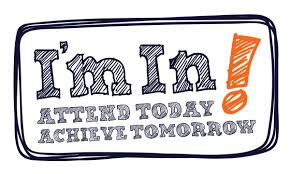 I'm In!
ATTEND TODAY
ACHIEVE TOMORROW